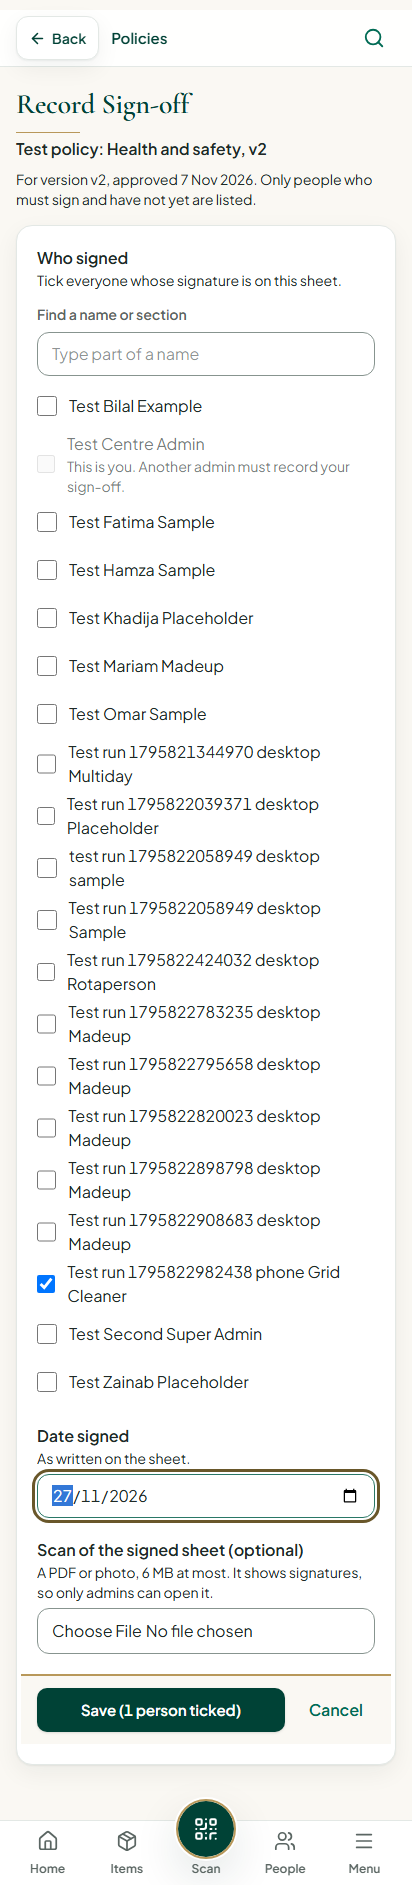 Back
Policies
Record Sign-off
Test policy: Health and safety, v2
For version v2, approved 7 Nov 2026. Only people who
must sign and have not yet are listed.
Who signed
Tick everyone whose signature is on this sheet.
Find a name or section
Type part of a name
Test Bilal Example
Test Centre Admin
This is you. Another admin must record your
sign-off.
Test Fatima Sample
Test Hamza Sample
Test Khadija Placeholder
Test Mariam Madeup
Test Omar Sample
Test run 1795821344970 desktop
Multiday
Test run 1795822039371 desktop
Placeholder
test run 1795822058949 desktop
sample
Test run 1795822058949 desktop
Sample
Test run 1795822424032 desktop
Rotaperson
Test run 1795822783235 desktop
Madeup
Test run 1795822795658 desktop
Madeup
Test run 1795822820023 desktop
Madeup
Test run 1795822898798 desktop
Madeup
Test run 1795822908683 desktop
Madeup
Test run 1795822982438 phone Grid
Cleaner
Test Second Super Admin
Test Zainab Placeholder
Date signed
As written on the sheet.
27/11/2026
Scan of the signed sheet (optional)
A PDF or photo, 6 MB at most. It shows signatures,
so only admins can open it.
Choose File No file chosen
Save (1 person ticked)
Cancel
Home
Items
Scan
People
Menu